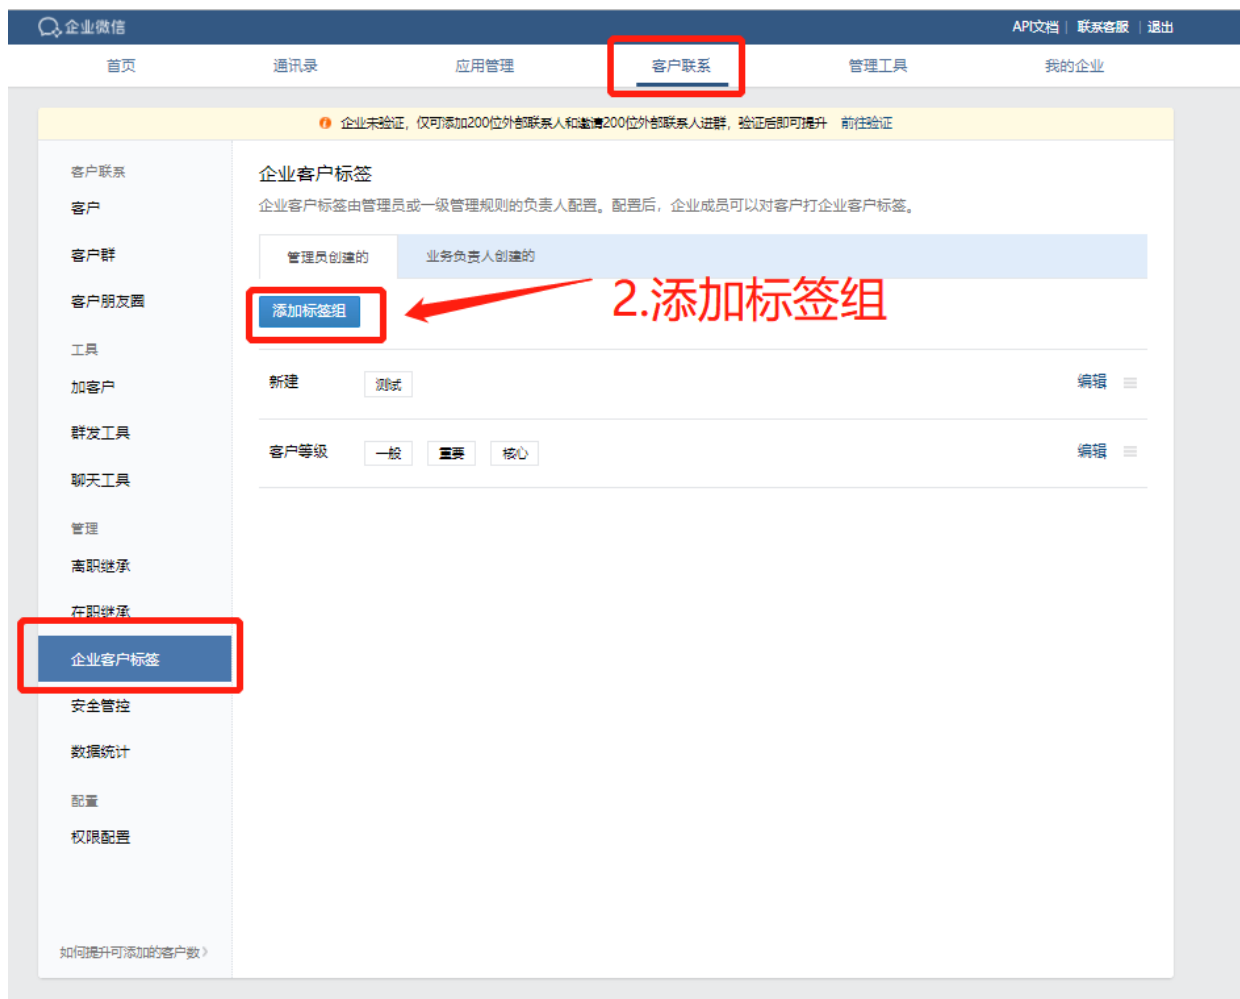 企业微信
API文档 | 联系客服 | 退出
首页 通讯录 应用管理 客户联系 管理工具 我的企业
企业未验证，仅可添加200位外部联系人和邀请200位外部联系人进群，验证后即可提升 前往验证
客户联系
客户
客户群
客户朋友圈
工具
加客户
群发工具
聊天工具
管理
离职继承
在职继承
企业客户标签
安全管控
数据统计
配置
权限配置
如何提升可添加的客户数》
企业客户标签
企业客户标签由管理员或一级管理规则的负责人配置。配置后，企业成员可以对客户打企业客户标签。
管理员创建的 业务负责人创建的
添加标签组
2.添加标签组
新建 测试 编辑
客户等级 一般 重要 核心 编辑